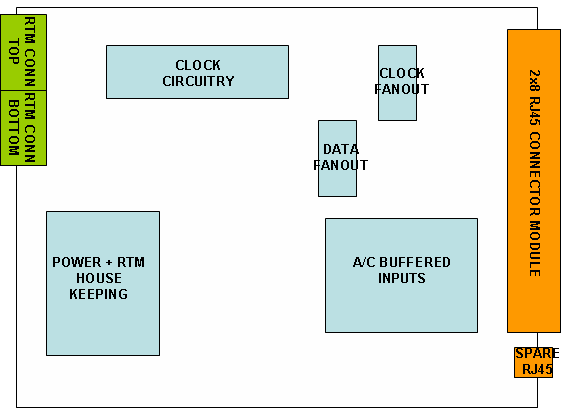 RTM CONN
TOP
RTM CONN
BOTTOM
CLOCK
CIRCUITRY
CLOCK
FANOUT
DATA
FANOUT
2x8 RJ45 CONNECTOR MODULE
POWER + RTM
HOUSE
KEEPING
A/C BUFFERED
INPUTS
SPARE
RJ45